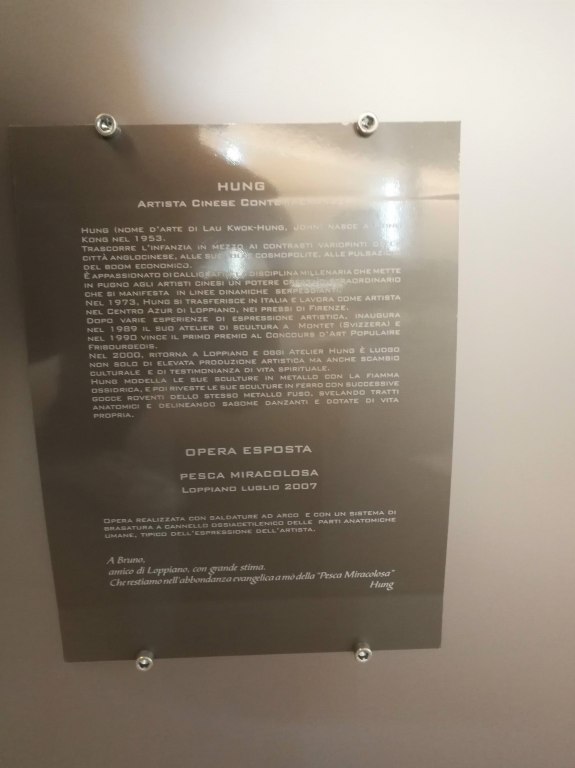 HUNG
ARTISTA CINESE
HUNG (NOME D'ARTE DI LAU KWOK-HUNG, JOHN) NASCE A HONG
KONG NEL 1953.
TRASCORRE L'INFANZIA IN MEZZO AI CONTRASTI VARIOPINTI
CITTÀ ANGLOCINESE, ALLE COSMOPOLITE, ALLE
DEL BOOM ECONOMICO.
È APPASSIONATO DI DISCIPLINA MILLENARIA CHE METTE
IN PUGNO AGLI ARTISTI CINESI UN POTERE
CHE SI MANIFESTA IN LINEE DINAMICHE
NEL 1973, HUNG SI TRASFERISCE IN ITALIA E LAVORA COME ARTISTA
NEL CENTRO AZUR DI LOPPIANO, NEI PRESSI DI FIRENZE.
DOPO VARIE ESPERIENZE DI ESPRESSIONE ARTISTICA, INAUGURA
NEL 1989 IL SUO ATELIER DI SCULTURA A MONTET (SVIZZERA) E
NEL 1990 VINCE IL PRIMO PREMIO AL CONCOURS D'ART POPULAIRE
FRIBOURGEOIS.
NEL 2000, RITORNA A LOPPIANO E OGGI ATELIER HUNG È LUOGO
NON SOLO DI ELEVATA PRODUZIONE ARTISTICA MA ANCHE SCAMBIO
CULTURALE E DI TESTIMONIANZA DI VITA SPIRITUALE.
HUNG MODELLA LE SUE SCULTURE IN METALLO CON LA FIAMMA
OSSIDRICA, E POI RIVESTE LE SUE SCULTURE IN FERRO CON SUCCESSIVE
GOCCE ROVENTI DELLO STESSO METALLO FUSO, SVELANDO TRATTI
ANATOMICI E DELINEANDO SAGOME DANZANTI E DOTATE DI VITA
PROPRIA.
OPERA ESPOSTA
PESCA MIRACOLOSA
LOPPIANO LUGLIO 2007
OPERA REALIZZATA CON SALDATURE AD ARCO E CON UN SISTEMA DI
BRASATURA A CANNELLO OSSIACETILENICO DELLE PARTI ANATOMICHE
UMANE, TIPICO DELL'ESPRESSIONE DELL'ARTISTA.
A Bruno,
amico di Loppiano, con grande stima.
Che restiamo nell'abbondanza evangelica a mò della "Pesca Miracolosa"
Hung